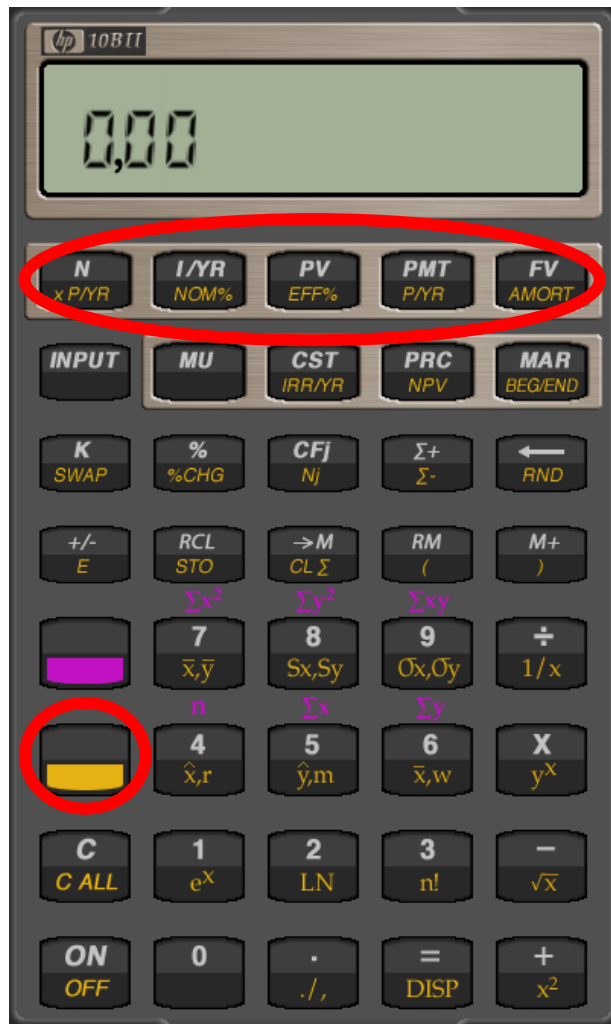 hp 10BII
0,00
N I/YR PV PMT FV
x P/YR NOM% EFF% P/YR AMORT
INPUT MU CST PRC MAR
IRR/YR NPV BEG/END
K % CFj Σ+ ←
SWAP %CHG Nj Σ- RND
+/- RCL →M RM M+
E STO CL Σ ( )
Σx² Σy² Σxy
7 8 9 ÷
x̅,y̅ Sx,Sy σx,σy 1/x
n Σx Σy
4 5 6 X
x̂,r ŷ,m x̅,w yˣ
C 1 2 3 −
C ALL eˣ LN n! √x
ON 0 . = +
OFF ./, DISP x²